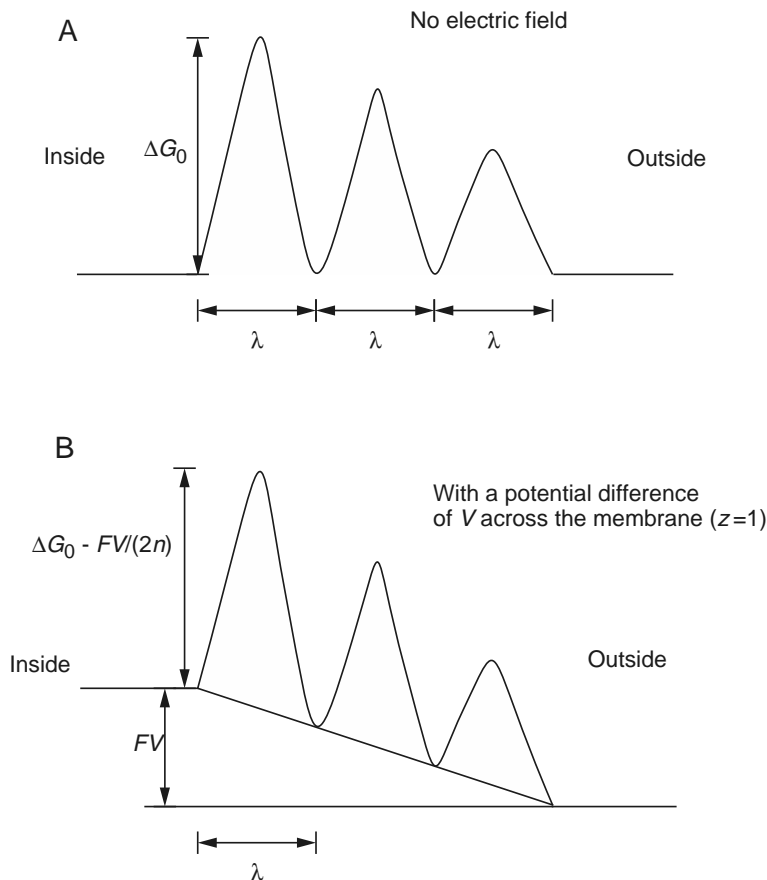 A
No electric field
ΔG₀
Inside
Outside
λ
λ
λ
B
With a potential difference
of V across the membrane (z=1)
ΔG₀ - FV/(2n)
Inside
Outside
FV
λ